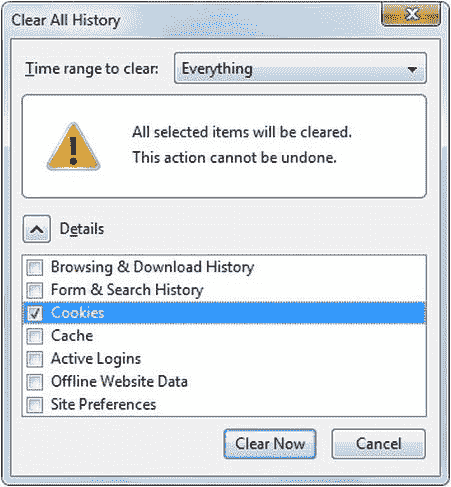 Clear All History
Time range to clear: Everything
All selected items will be cleared.
This action cannot be undone.
Details
Browsing & Download History
Form & Search History
Cookies
Cache
Active Logins
Offline Website Data
Site Preferences
Clear Now Cancel